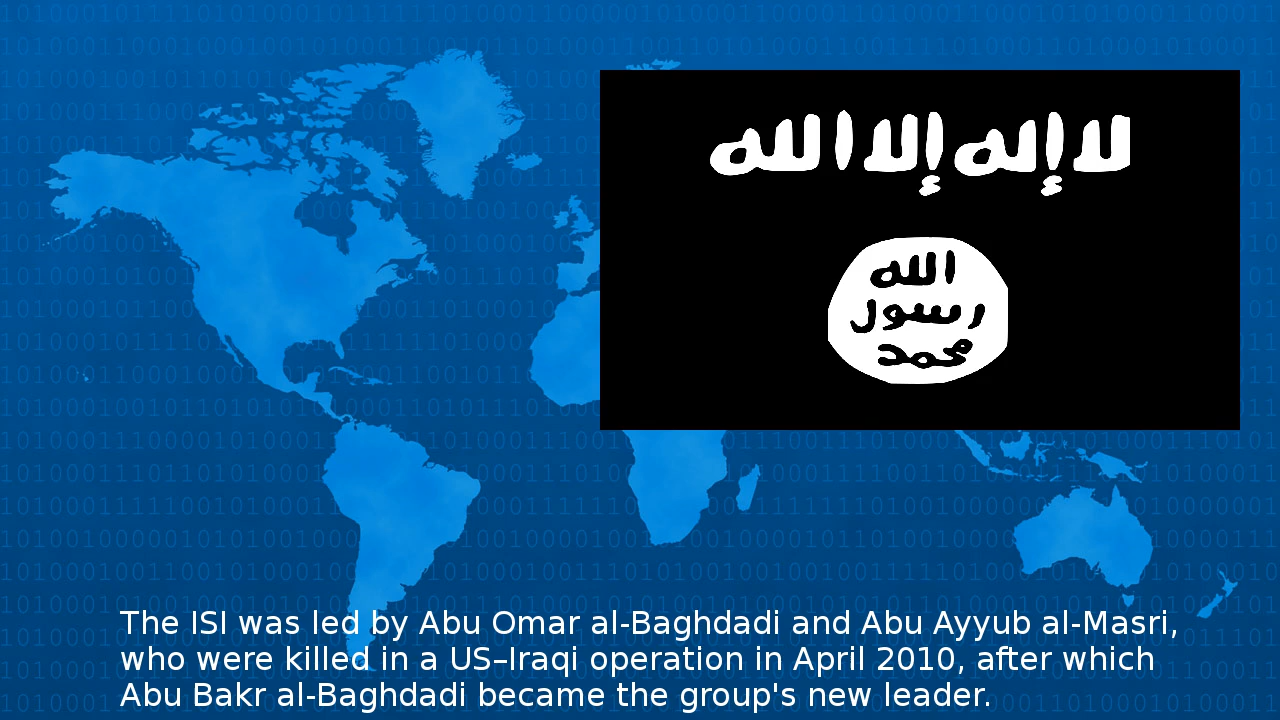 لا إله إلا الله
الله
رسول
محمد
The ISI was led by Abu Omar al-Baghdadi and Abu Ayyub al-Masri,
who were killed in a US–Iraqi operation in April 2010, after which
Abu Bakr al-Baghdadi became the group's new leader.